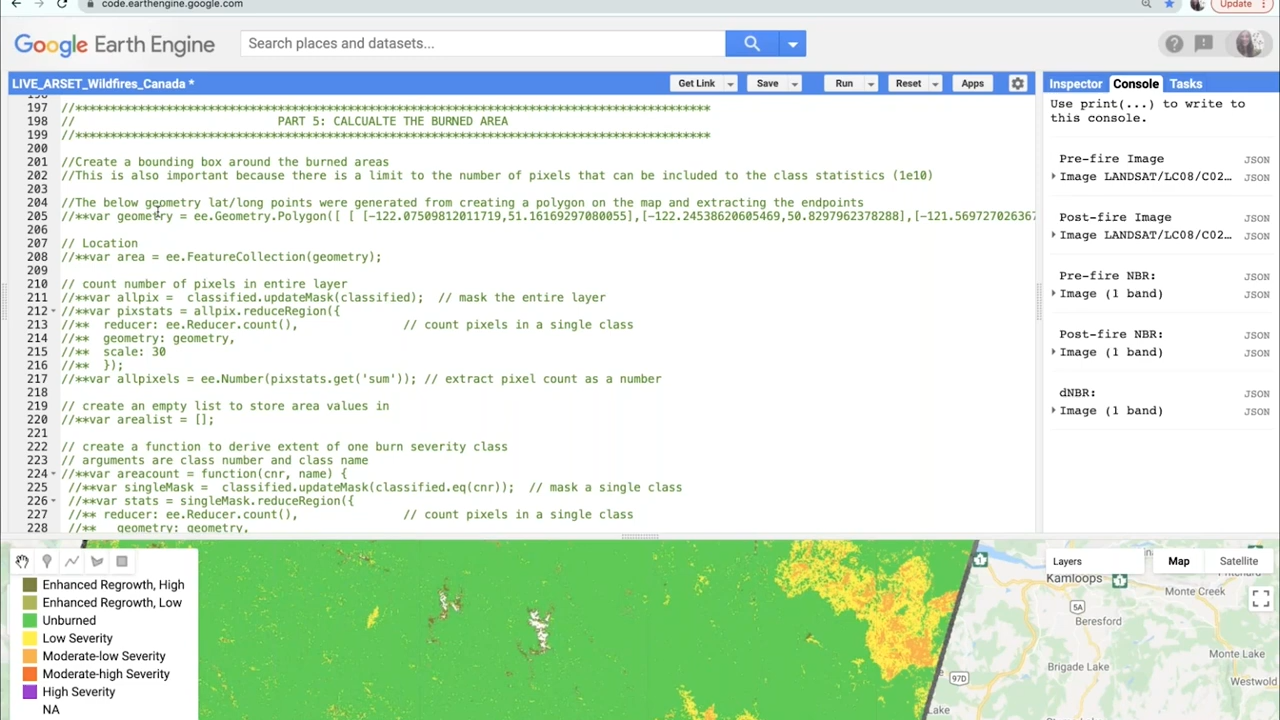 code.earthengine.google.com
Update
Google Earth Engine
Search places and datasets...
LIVE_ARSET_Wildfires_Canada *
Get Link
Save
Run
Reset
Apps
Inspector
Console
Tasks
Use print(...) to write to
this console.
Pre-fire Image
JSON
Image LANDSAT/LC08/C02…
JSON
Post-fire Image
JSON
Image LANDSAT/LC08/C02…
JSON
Pre-fire NBR:
JSON
Image (1 band)
JSON
Post-fire NBR:
JSON
Image (1 band)
JSON
dNBR:
JSON
Image (1 band)
JSON
196
197 //***********************************************************************
198 // PART 5: CALCUALTE THE BURNED AREA
199 //***********************************************************************
200
201 //Create a bounding box around the burned areas
202 //This is also important because there is a limit to the number of pixels that can be included to the class statistics (1e10)
203
204 //The below geometry lat/long points were generated from creating a polygon on the map and extracting the endpoints
205 //**var geometry = ee.Geometry.Polygon([ [ [-122.07509812011719,51.16169297080055],[-122.24538620605469,50.8297962378288],[-121.569727026367
206
207 // Location
208 //**var area = ee.FeatureCollection(geometry);
209
210 // count number of pixels in entire layer
211 //**var allpix = classified.updateMask(classified); // mask the entire layer
212 //**var pixstats = allpix.reduceRegion({
213 //** reducer: ee.Reducer.count(), // count pixels in a single class
214 //** geometry: geometry,
215 //** scale: 30
216 //** });
217 //**var allpixels = ee.Number(pixstats.get('sum')); // extract pixel count as a number
218
219 // create an empty list to store area values in
220 //**var arealist = [];
221
222 // create a function to derive extent of one burn severity class
223 // arguments are class number and class name
224 //**var areacount = function(cnr, name) {
225 //**var singleMask = classified.updateMask(classified.eq(cnr)); // mask a single class
226 //**var stats = singleMask.reduceRegion({
227 //** reducer: ee.Reducer.count(), // count pixels in a single class
228 //** geometry: geometry,
Enhanced Regrowth, High
Enhanced Regrowth, Low
Unburned
Low Severity
Moderate-low Severity
Moderate-high Severity
High Severity
NA
Layers
Map
Satellite
1
Kamloops
1
Monte Creek
5A
Beresford
Monte Lake
Brigade Lake
97D
Westwold
Lake